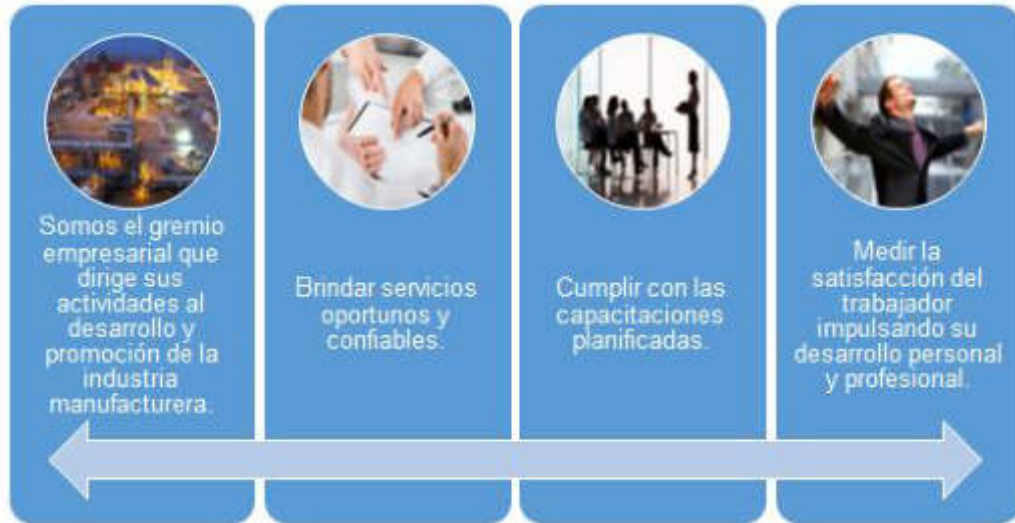 Somos el gremio
empresarial que
dirige sus
actividades al
desarrollo y
promoción de la
industria
manufacturera.
Brindar servicios
oportunos y
confiables.
Cumplir con las
capacitaciones
planificadas.
Medir la
satisfacción del
trabajador
impulsando su
desarrollo personal
y profesional.